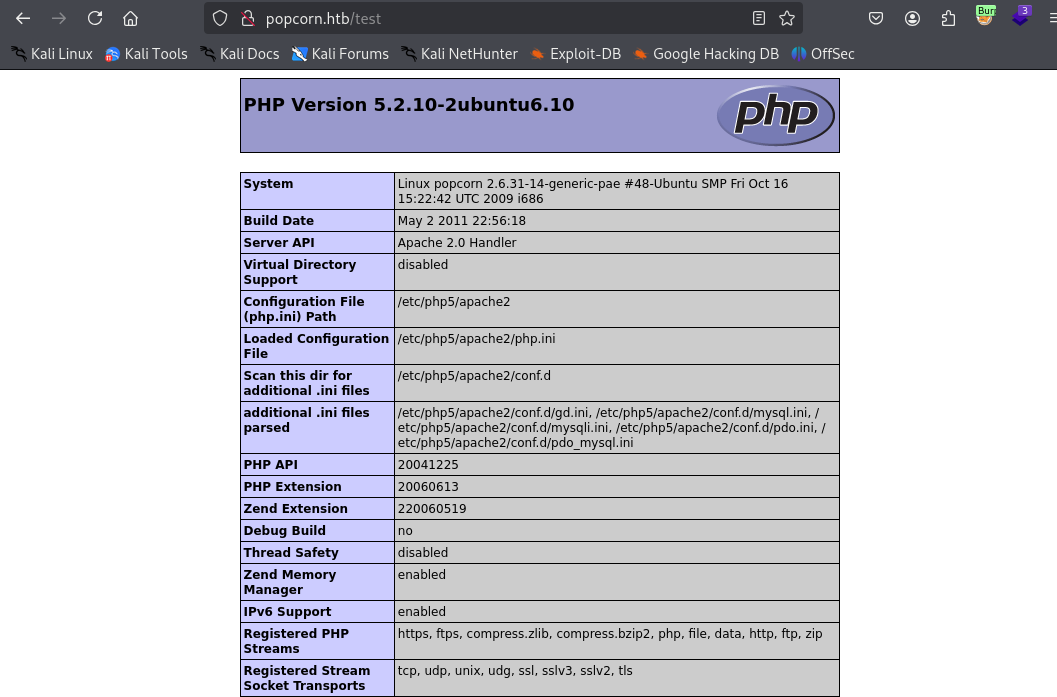 popcorn.htb/test
Burp
3
Kali Linux
Kali Tools
Kali Docs
Kali Forums
Kali NetHunter
Exploit-DB
Google Hacking DB
OffSec
PHP Version 5.2.10-2ubuntu6.10
php
System
Linux popcorn 2.6.31-14-generic-pae #48-Ubuntu SMP Fri Oct 16
15:22:42 UTC 2009 i686
Build Date
May 2 2011 22:56:18
Server API
Apache 2.0 Handler
Virtual Directory
Support
disabled
Configuration File
(php.ini) Path
/etc/php5/apache2
Loaded Configuration
File
/etc/php5/apache2/php.ini
Scan this dir for
additional .ini files
/etc/php5/apache2/conf.d
additional .ini files
parsed
/etc/php5/apache2/conf.d/gd.ini, /etc/php5/apache2/conf.d/mysql.ini, /
etc/php5/apache2/conf.d/mysqli.ini, /etc/php5/apache2/conf.d/pdo.ini, /
etc/php5/apache2/conf.d/pdo_mysql.ini
PHP API
20041225
PHP Extension
20060613
Zend Extension
220060519
Debug Build
no
Thread Safety
disabled
Zend Memory
Manager
enabled
IPv6 Support
enabled
Registered PHP
Streams
https, ftps, compress.zlib, compress.bzip2, php, file, data, http, ftp, zip
Registered Stream
Socket Transports
tcp, udp, unix, udg, ssl, sslv3, sslv2, tls